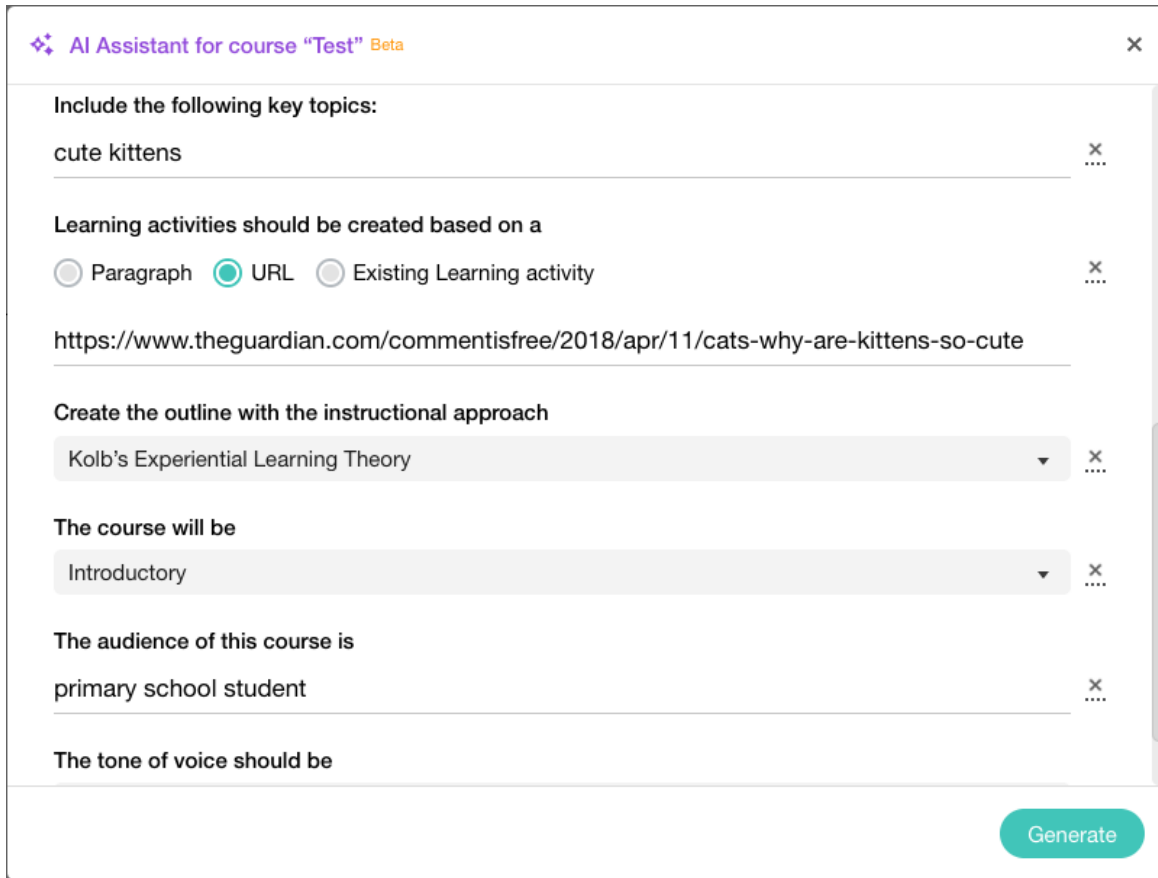 AI Assistant for course “Test” Beta
Include the following key topics:
cute kittens
Learning activities should be created based on a
Paragraph URL Existing Learning activity
https://www.theguardian.com/commentisfree/2018/apr/11/cats-why-are-kittens-so-cute
Create the outline with the instructional approach
Kolb’s Experiential Learning Theory
The course will be
Introductory
The audience of this course is
primary school student
The tone of voice should be
Generate